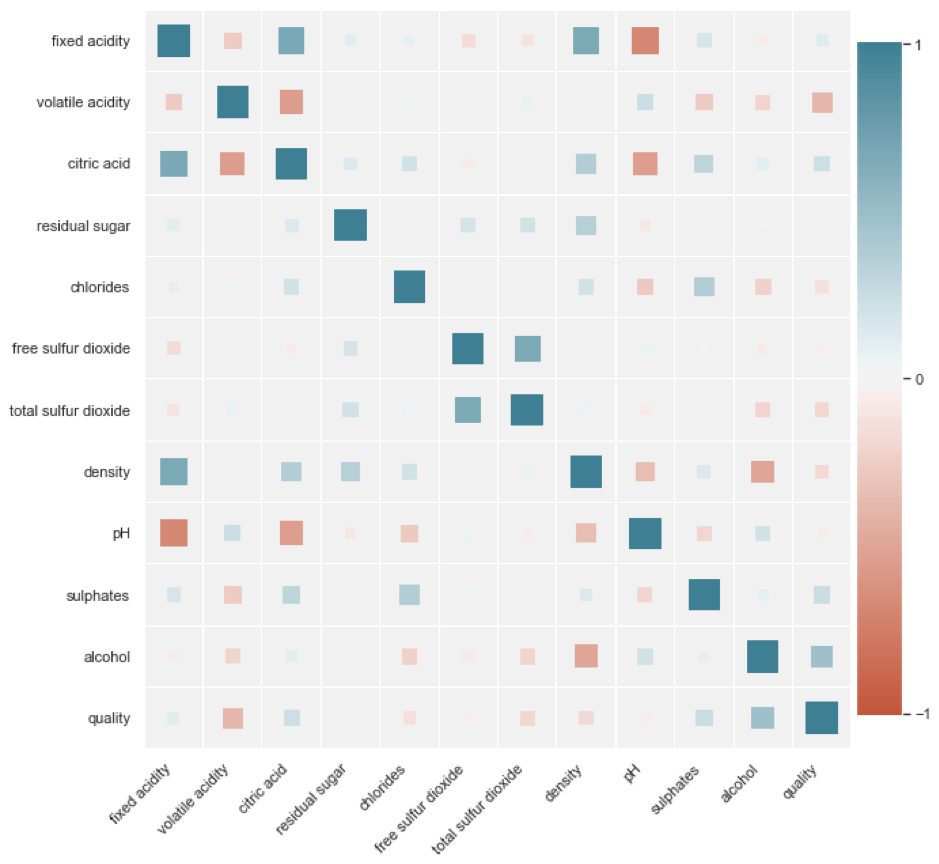 fixed acidity
volatile acidity
citric acid
residual sugar
chlorides
free sulfur dioxide
total sulfur dioxide
density
pH
sulphates
alcohol
quality
1
0
−1
fixed acidity
volatile acidity
citric acid
residual sugar
chlorides
free sulfur dioxide
total sulfur dioxide
density
pH
sulphates
alcohol
quality